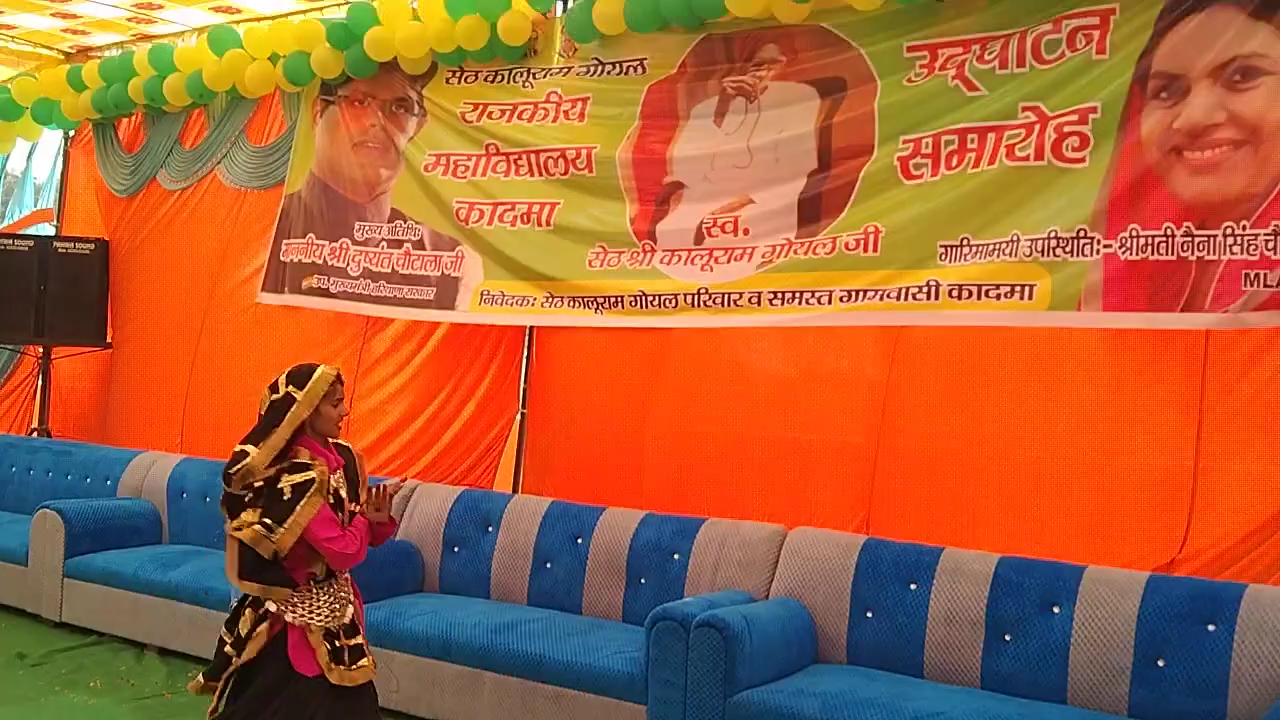 सेठ कालूराम गोयल
राजकीय
महाविद्यालय
कादमा
मुख्य अतिथि:
माननीय श्री दुष्यंत चौटाला जी
उप. मुख्यमंत्री हरियाणा सरकार
स्व.
सेठ श्री कालूराम गोयल जी
निवेदक: सेठ कालूराम गोयल परिवार व समस्त ग्रामवासी कादमा
उद्घाटन
समारोह
गरिमामयी उपस्थिति:- श्रीमती नैना सिंह चौ
MLA
SOUND